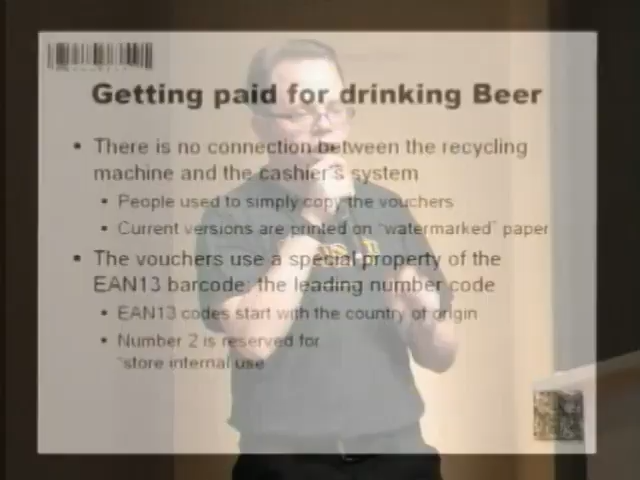 Getting paid for drinking Beer
There is no connection between the recycling
machine and the cashier's system
People used to simply copy the vouchers
Current versions are printed on "watermarked" paper
The vouchers use a special property of the
EAN13 barcode: the leading number code
EAN13 codes start with the country of origin
Number 2 is reserved for
"store internal use